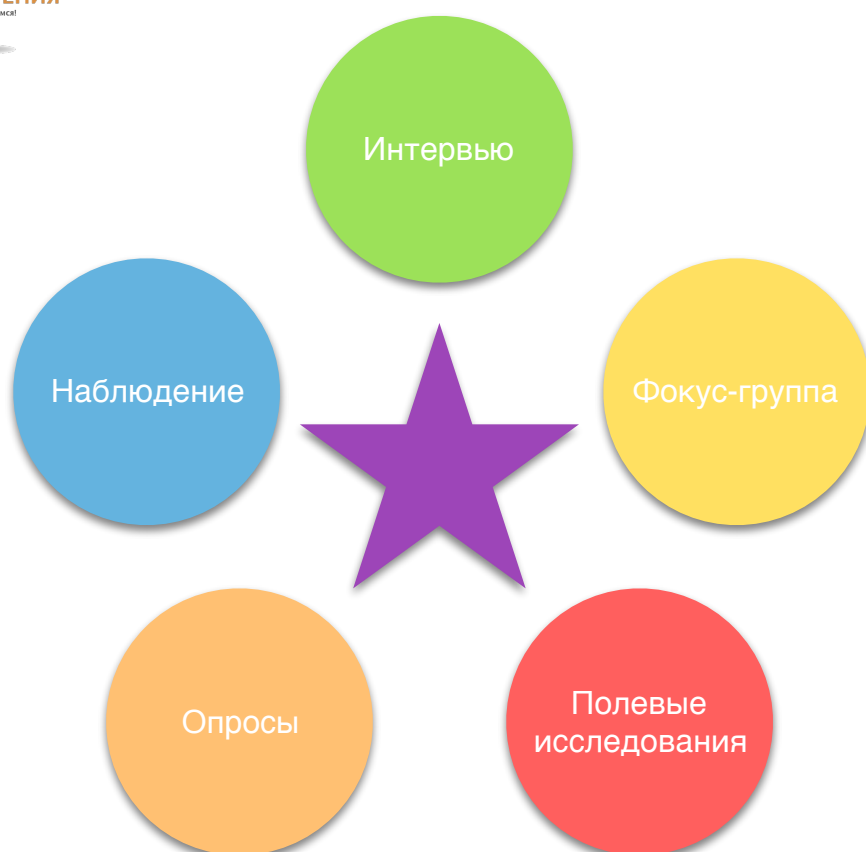 Интервью
Наблюдение
Фокус-группа
Опросы
Полевые
исследования